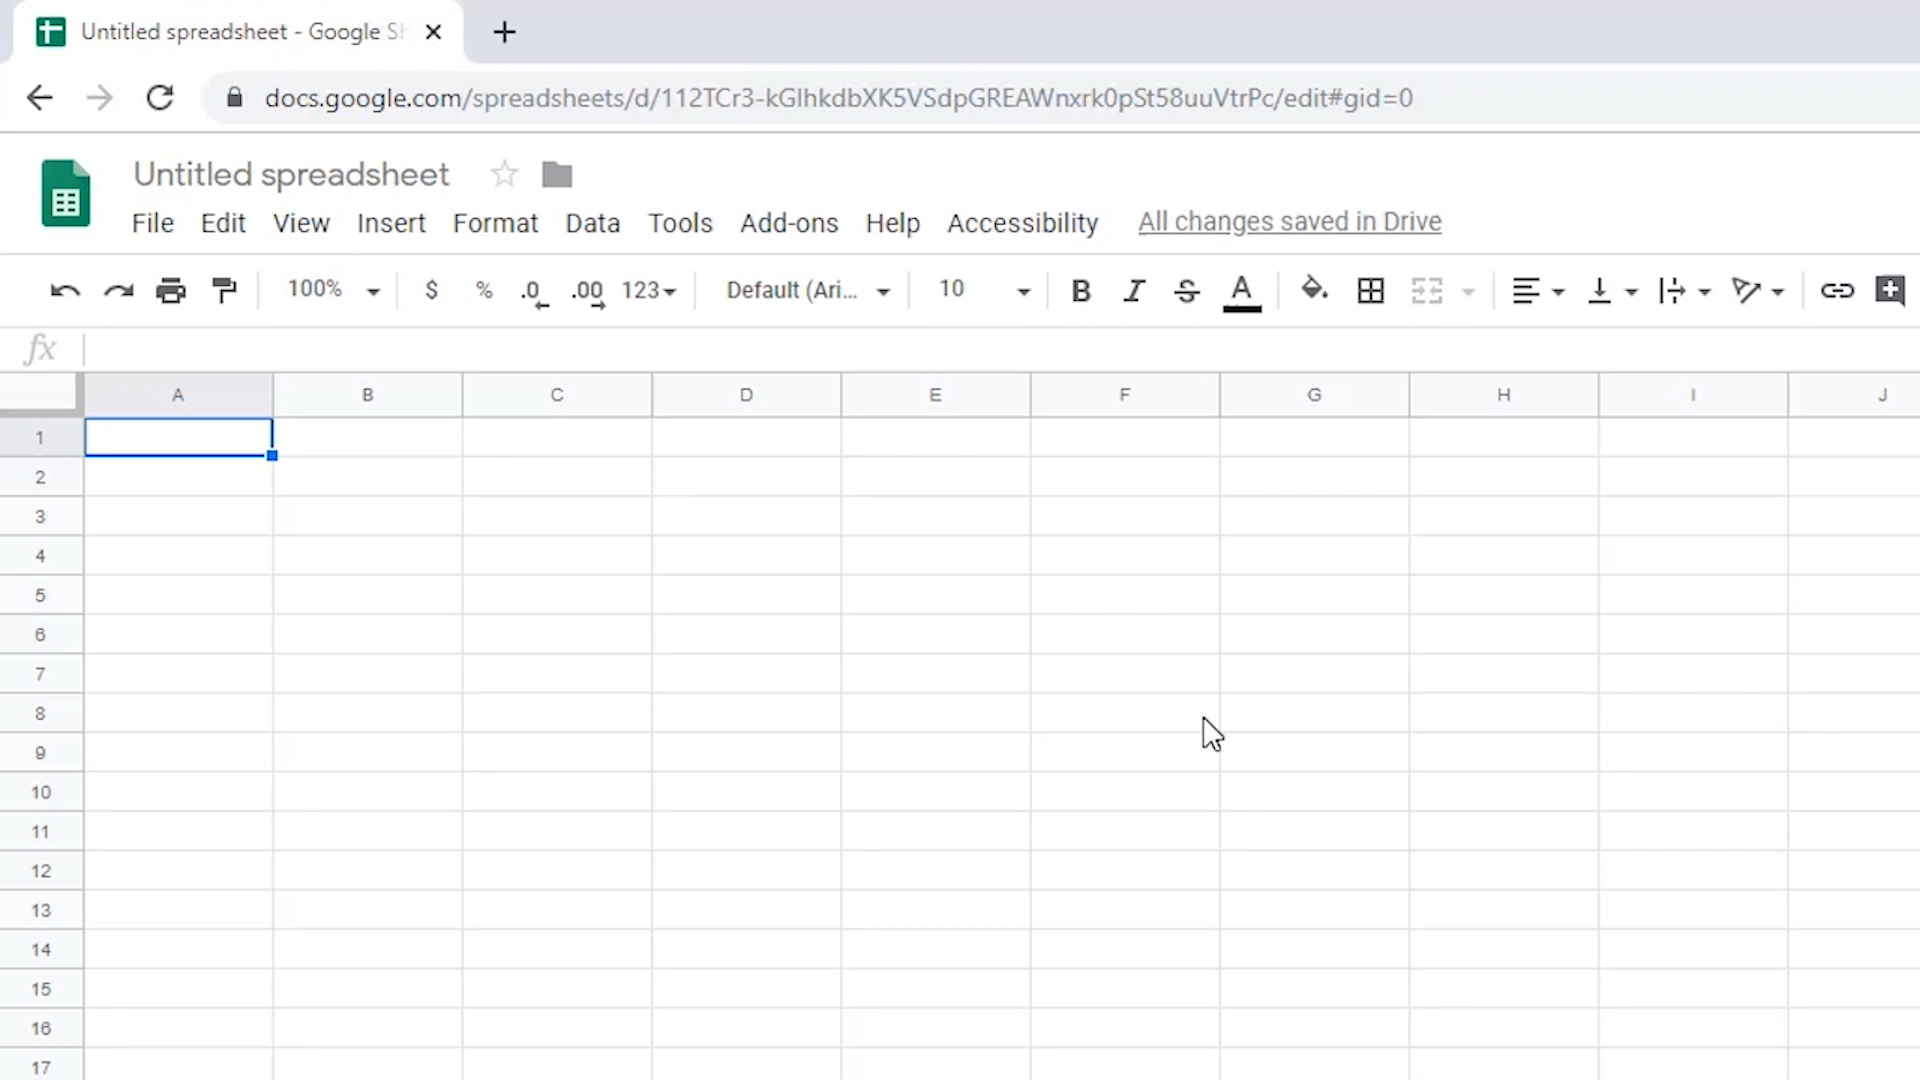 Untitled spreadsheet - Google Sh
docs.google.com/spreadsheets/d/112TCr3-kGlhkdbXK5VSdpGREAWnxrk0pSt58uuVtrPc/edit#gid=0
Untitled spreadsheet
File Edit View Insert Format Data Tools Add-ons Help Accessibility All changes saved in Drive
100% $ % .0 .00 123 Default (Ari... 10 B I S A
fx
A B C D E F G H I J
1
2
3
4
5
6
7
8
9
10
11
12
13
14
15
16
17